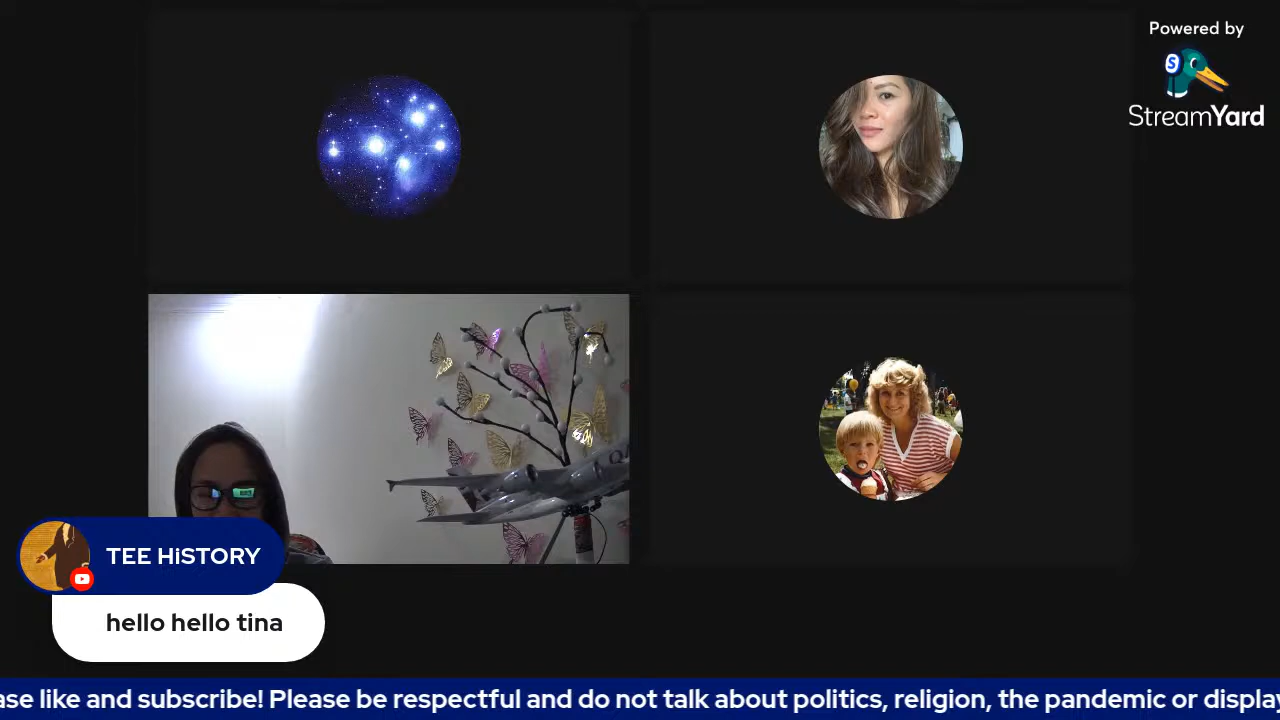 Powered by
StreamYard
TEE HiSTORY
hello hello tina
ase like and subscribe! Please be respectful and do not talk about politics, religion, the pandemic or display